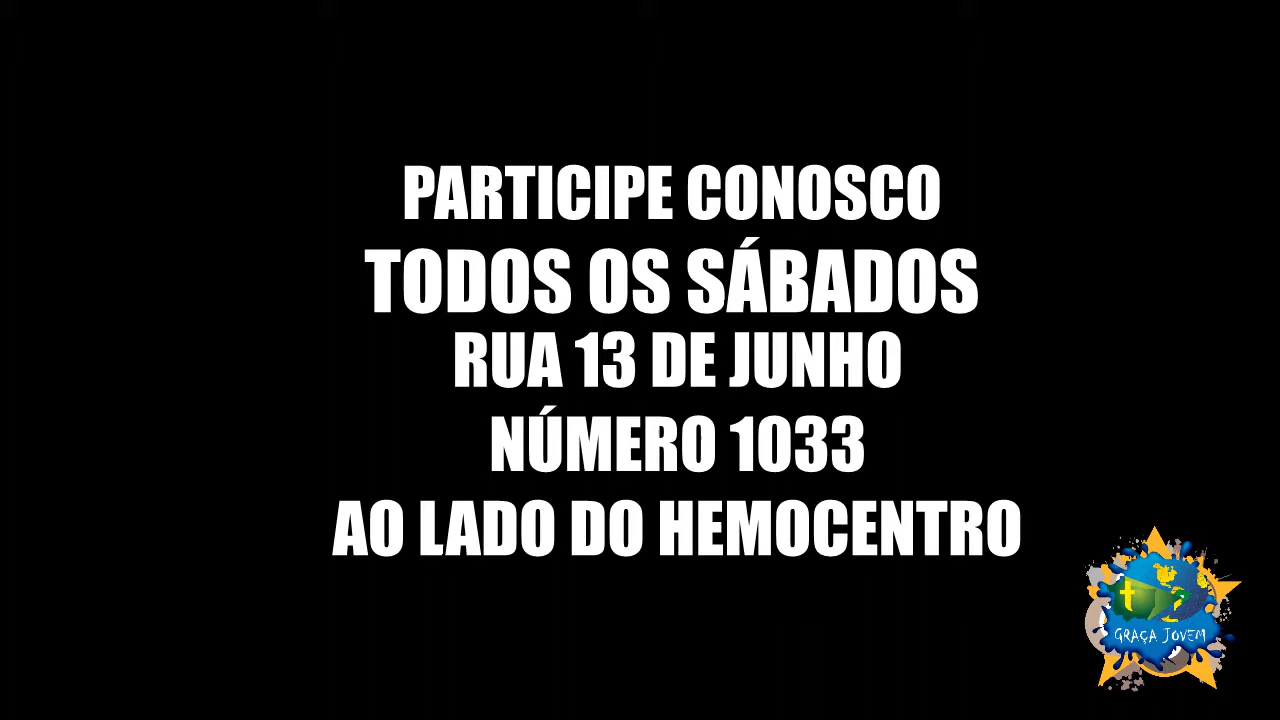 PARTICIPE CONOSCO
TODOS OS SÁBADOS
RUA 13 DE JUNHO
NÚMERO 1033
AO LADO DO HEMOCENTRO
GRAÇA JOVEM